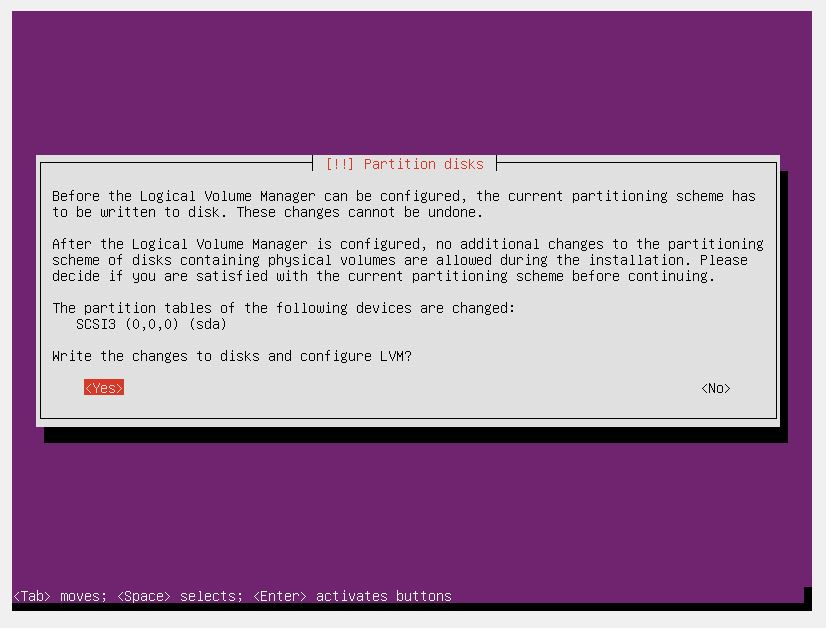 [!!] Partition disks
Before the Logical Volume Manager can be configured, the current partitioning scheme has
to be written to disk. These changes cannot be undone.
After the Logical Volume Manager is configured, no additional changes to the partitioning
scheme of disks containing physical volumes are allowed during the installation. Please
decide if you are satisfied with the current partitioning scheme before continuing.
The partition tables of the following devices are changed:
SCSI3 (0,0,0) (sda)
Write the changes to disks and configure LVM?
<Yes> <No>
<Tab> moves; <Space> selects; <Enter> activates buttons